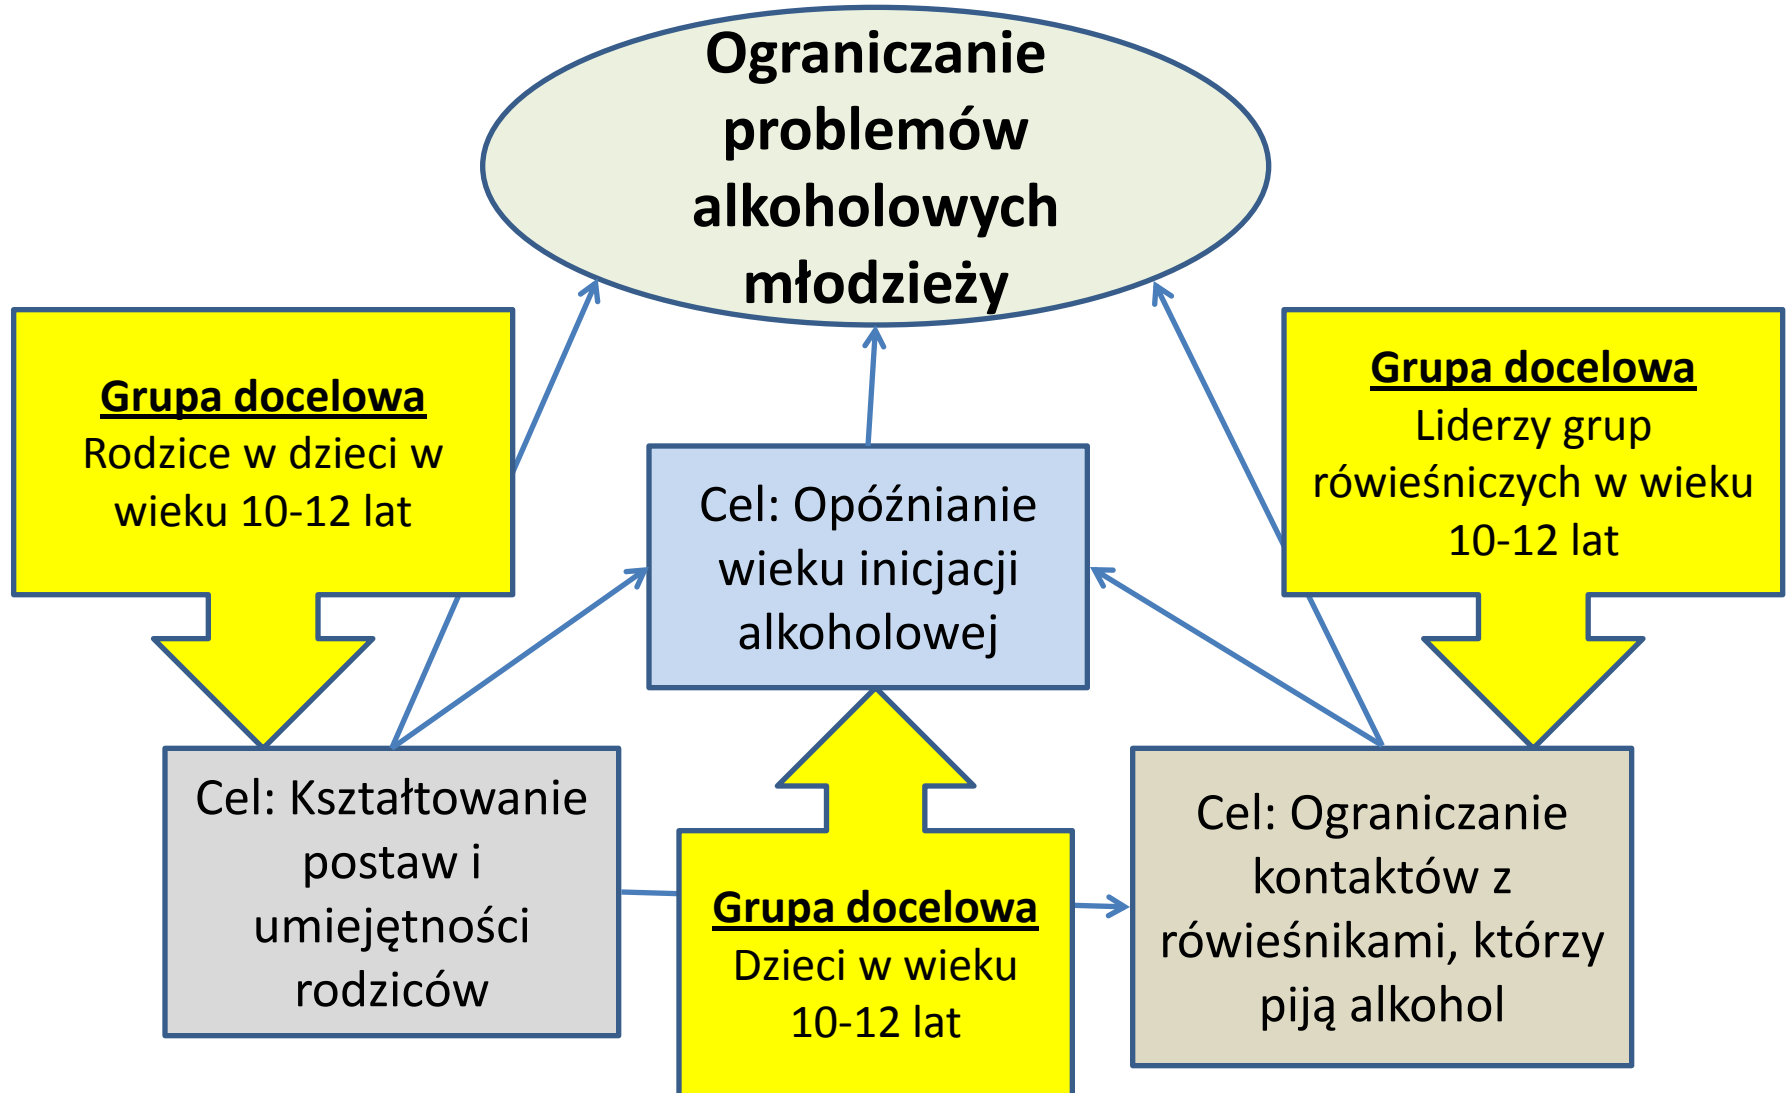 Ograniczanie
problemów
alkoholowych
młodzieży
Grupa docelowa
Rodzice w dzieci w
wieku 10-12 lat
Grupa docelowa
Liderzy grup
rówieśniczych w wieku
10-12 lat
Cel: Opóźnianie
wieku inicjacji
alkoholowej
Cel: Kształtowanie
postaw i
umiejętności
rodziców
Grupa docelowa
Dzieci w wieku
10-12 lat
Cel: Ograniczanie
kontaktów z
rówieśnikami, którzy
piją alkohol